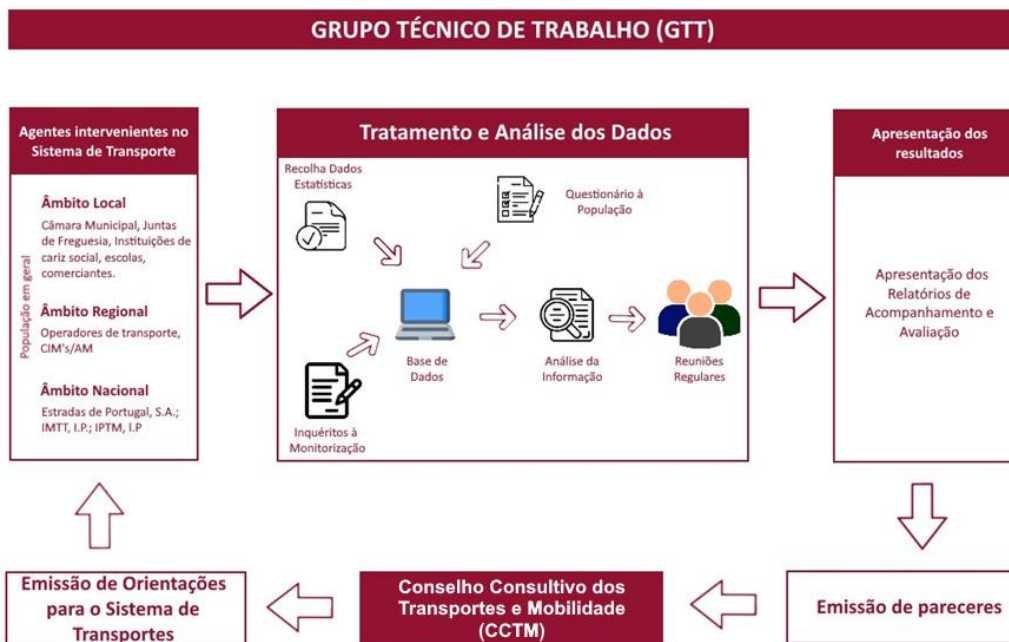 GRUPO TÉCNICO DE TRABALHO (GTT)
Agentes intervenientes no
Sistema de Transporte
População em geral
Âmbito Local
Câmara Municipal, Juntas
de Freguesia, Instituições de
cariz social, escolas,
comerciantes.
Âmbito Regional
Operadores de transporte,
CIM's/AM
Âmbito Nacional
Estradas de Portugal, S.A.;
IMTT, I.P.; IPTM, I.P
Tratamento e Análise dos Dados
Recolha Dados
Estatísticas
Questionário à
População
Base de
Dados
Análise da
Informação
Reuniões
Regulares
Inquéritos à
Monitorização
Apresentação dos
resultados
Apresentação dos
Relatórios de
Acompanhamento e
Avaliação
Emissão de pareceres
Conselho Consultivo dos
Transportes e Mobilidade
(CCTM)
Emissão de Orientações
para o Sistema de
Transportes